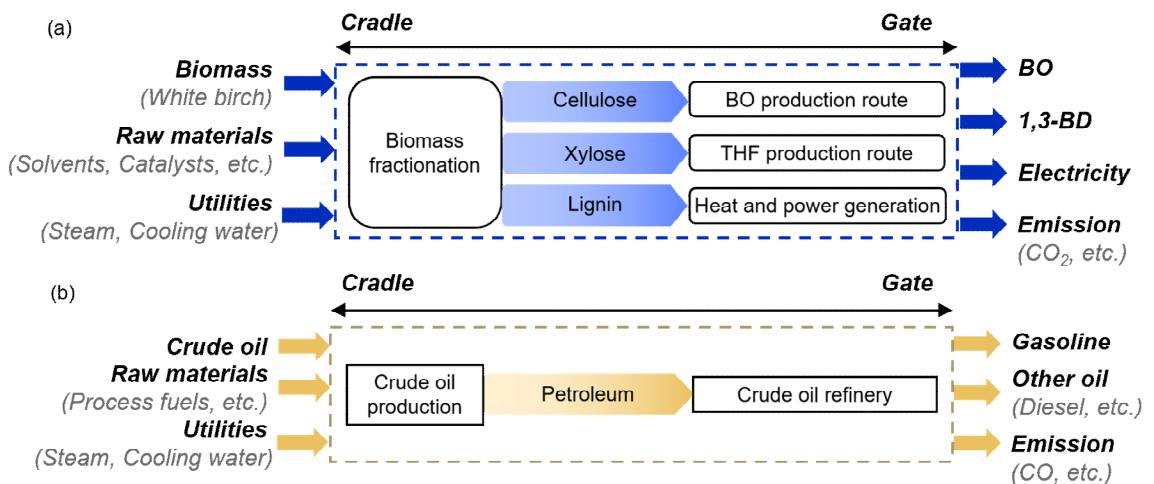 (a)
Cradle
Gate
Biomass
(White birch)
Raw materials
(Solvents, Catalysts, etc.)
Utilities
(Steam, Cooling water)
Biomass
fractionation
Cellulose
BO production route
Xylose
THF production route
Lignin
Heat and power generation
BO
1,3-BD
Electricity
Emission
(CO₂, etc.)
(b)
Cradle
Gate
Crude oil
Raw materials
(Process fuels, etc.)
Utilities
(Steam, Cooling water)
Crude oil
production
Petroleum
Crude oil refinery
Gasoline
Other oil
(Diesel, etc.)
Emission
(CO, etc.)